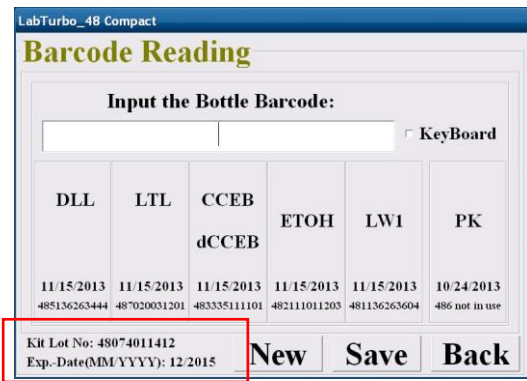 LabTurbo_48 Compact
Barcode Reading
Input the Bottle Barcode:
KeyBoard
DLL LTL CCEB dCCEB ETOH LW1 PK
11/15/2013 11/15/2013 11/15/2013 11/15/2013 11/15/2013 10/24/2013
485136263444 487020031201 483335111101 482111011203 481136263604 486 not in use
Kit Lot No: 48074011412
Exp.-Date(MM/YYYY): 12/2015
New Save Back